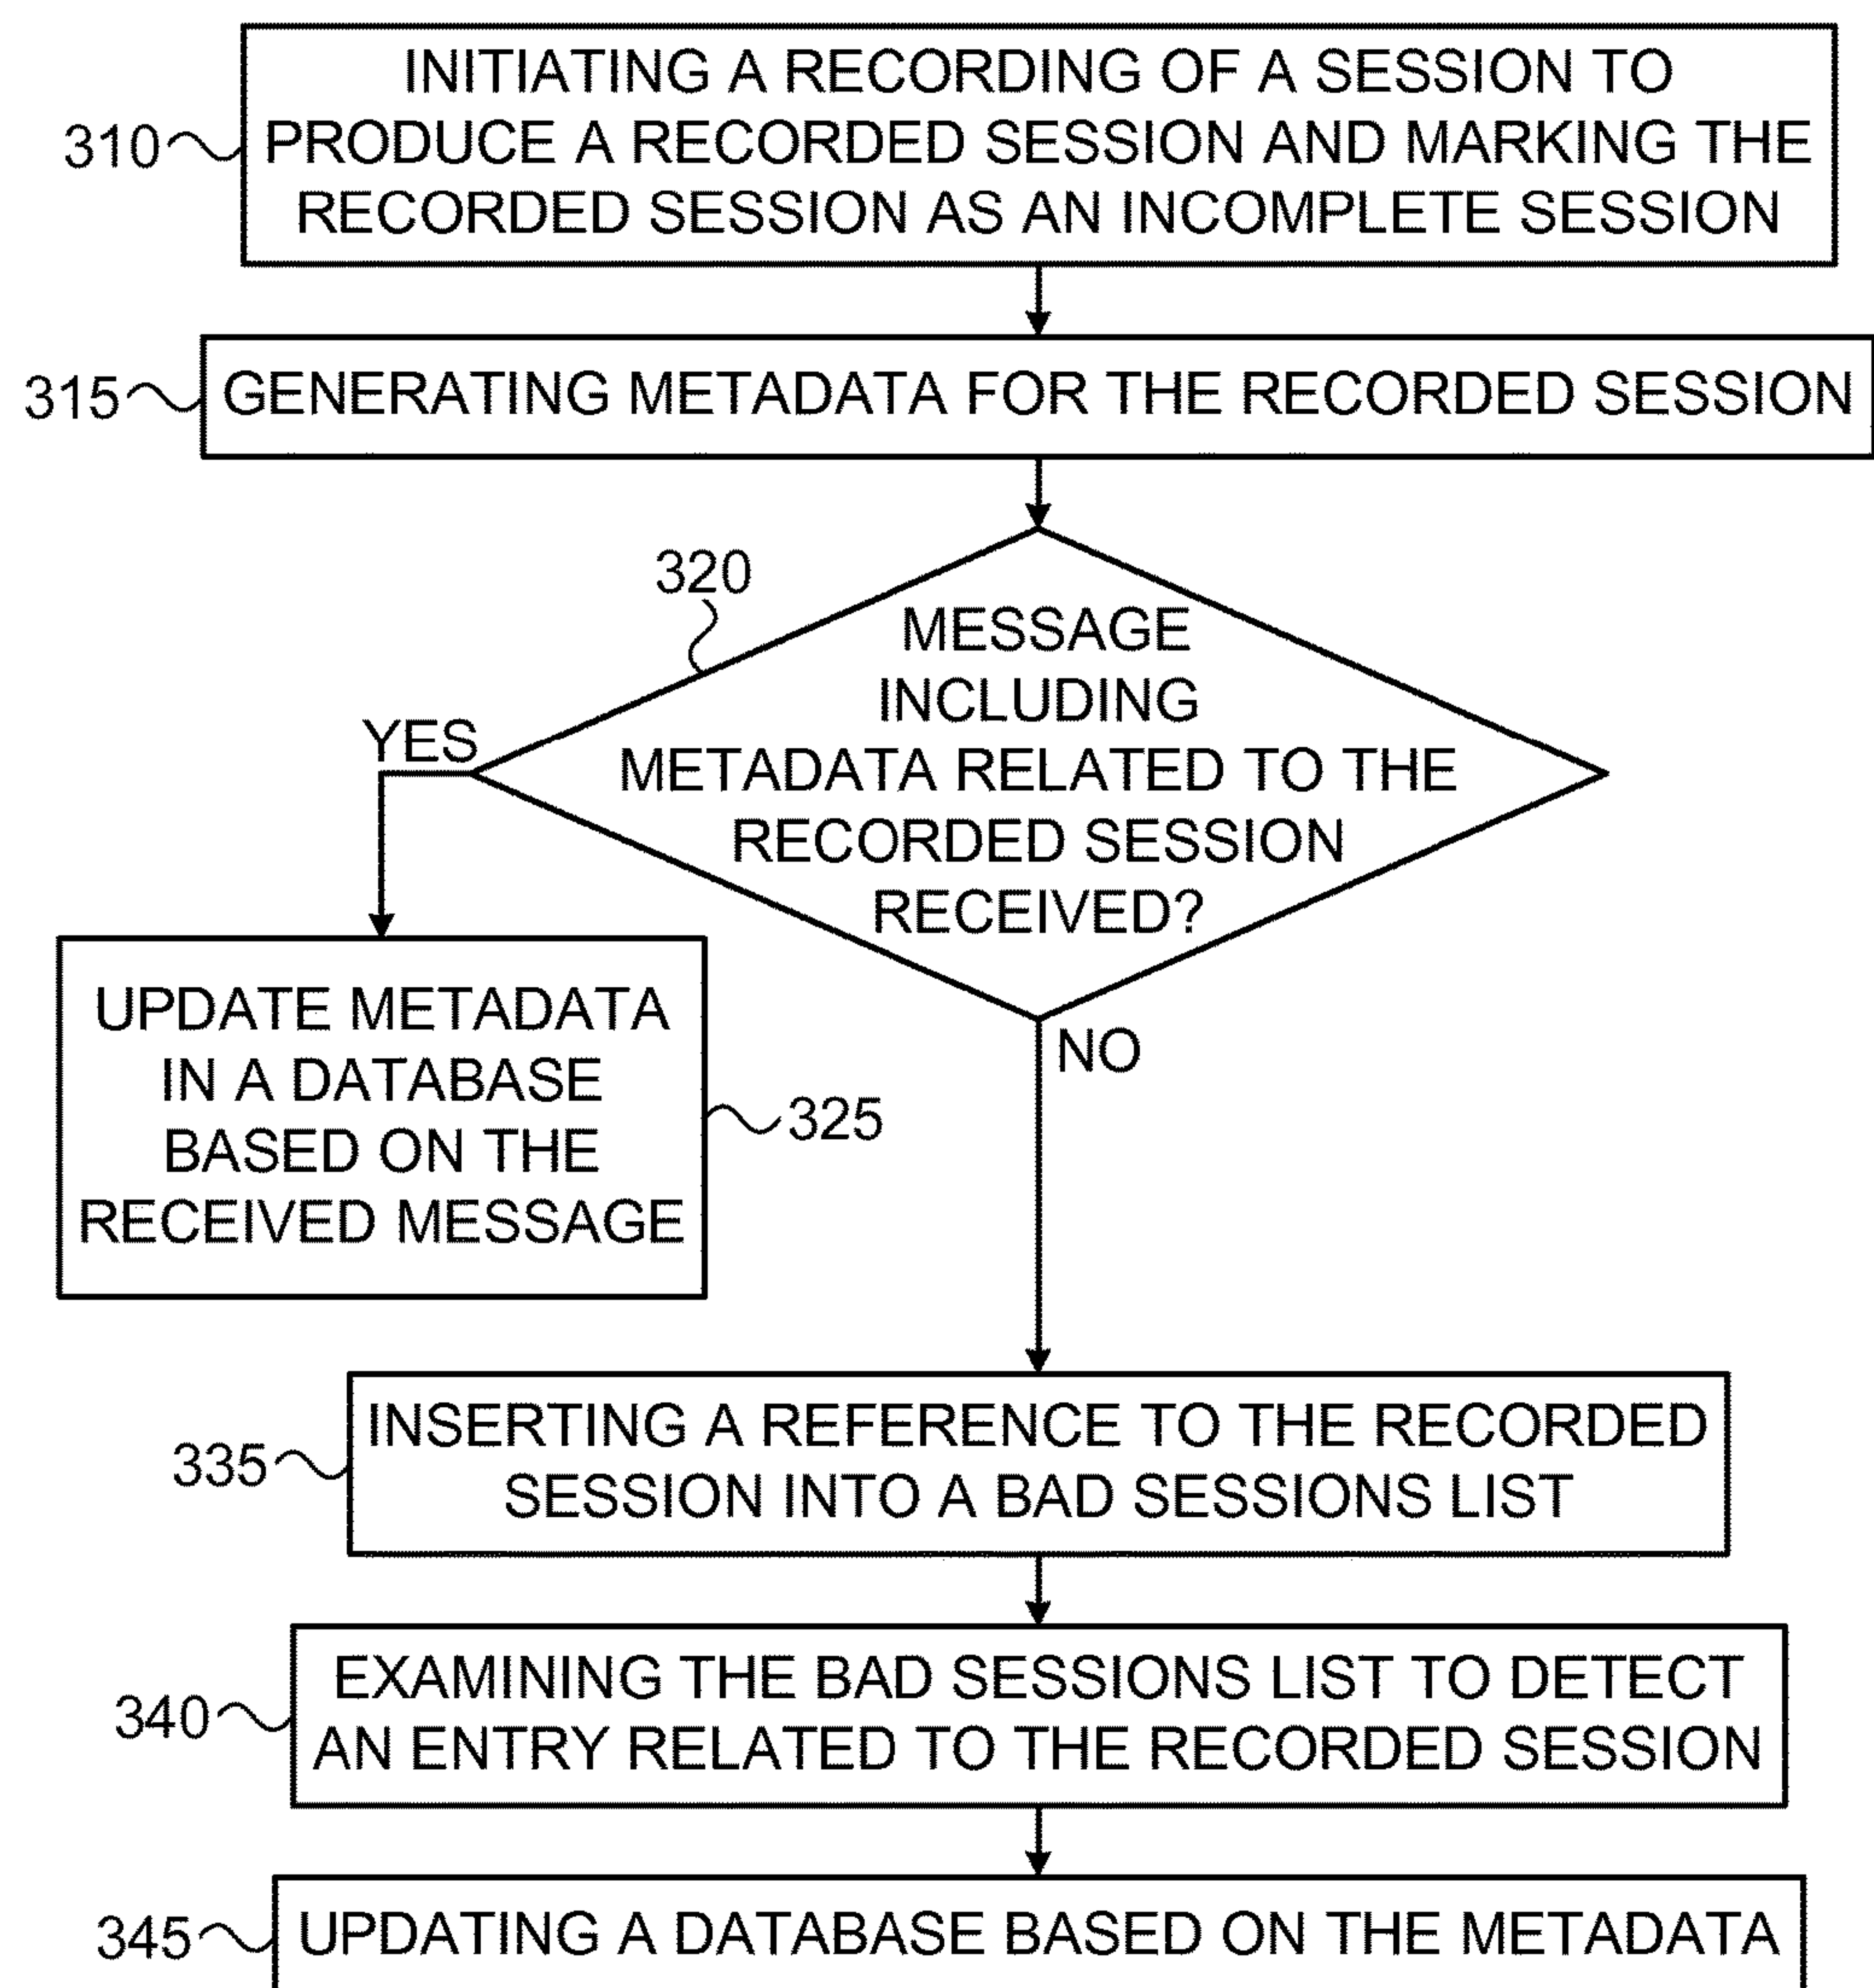 INITIATING A RECORDING OF A SESSION TO
310
PRODUCE A RECORDED SESSION AND MARKING THE
RECORDED SESSION AS AN INCOMPLETE SESSION
315
GENERATING METADATA FOR THE RECORDED SESSION
320
MESSAGE
INCLUDING
METADATA RELATED TO THE
RECORDED SESSION
RECEIVED?
YES
UPDATE METADATA
IN A DATABASE
BASED ON THE
RECEIVED MESSAGE
325
NO
335
INSERTING A REFERENCE TO THE RECORDED
SESSION INTO A BAD SESSIONS LIST
340
EXAMINING THE BAD SESSIONS LIST TO DETECT
AN ENTRY RELATED TO THE RECORDED SESSION
345
UPDATING A DATABASE BASED ON THE METADATA